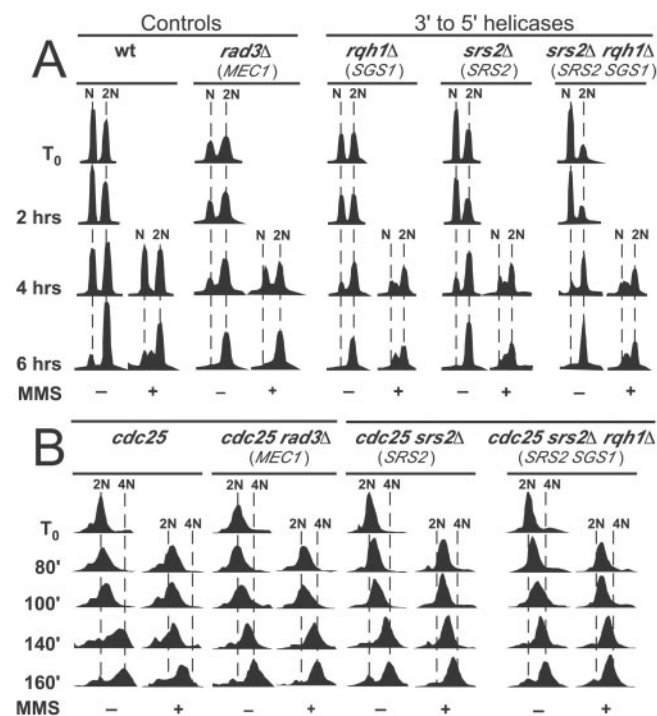 Controls 3' to 5' helicases
A wt rad3Δ rqh1Δ srs2Δ srs2Δ rqh1Δ
(MEC1) (SGS1) (SRS2) (SRS2 SGS1)
N 2N N 2N N 2N N 2N N 2N
T0
2 hrs
N 2N N 2N N 2N N 2N N 2N
4 hrs
6 hrs
MMS – + – + – + – + – +
B cdc25 cdc25 rad3Δ cdc25 srs2Δ cdc25 srs2Δ rqh1Δ
(MEC1) (SRS2) (SRS2 SGS1)
2N 4N 2N 4N 2N 4N 2N 4N
T0
2N 4N 2N 4N 2N 4N 2N 4N
80'
100'
140'
160'
MMS – + – + – + – +